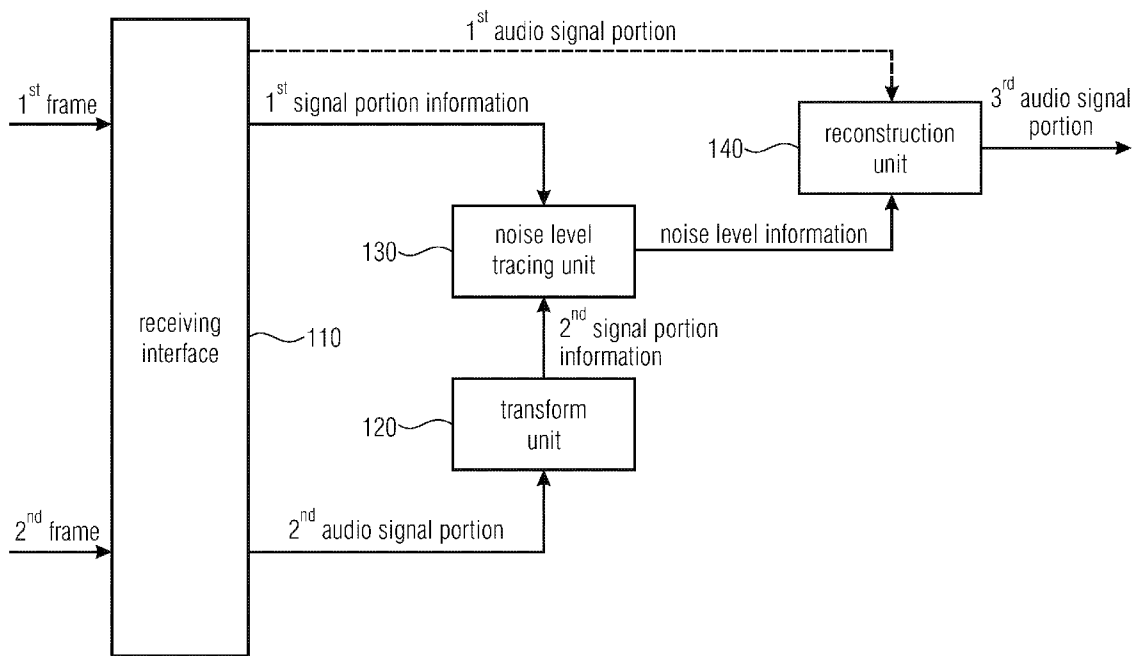 1st audio signal portion
1st frame
1st signal portion information
3rd audio signal
portion
140
reconstruction
unit
130
noise level
tracing unit
noise level information
receiving
interface
110
2nd signal portion
information
120
transform
unit
2nd frame
2nd audio signal portion